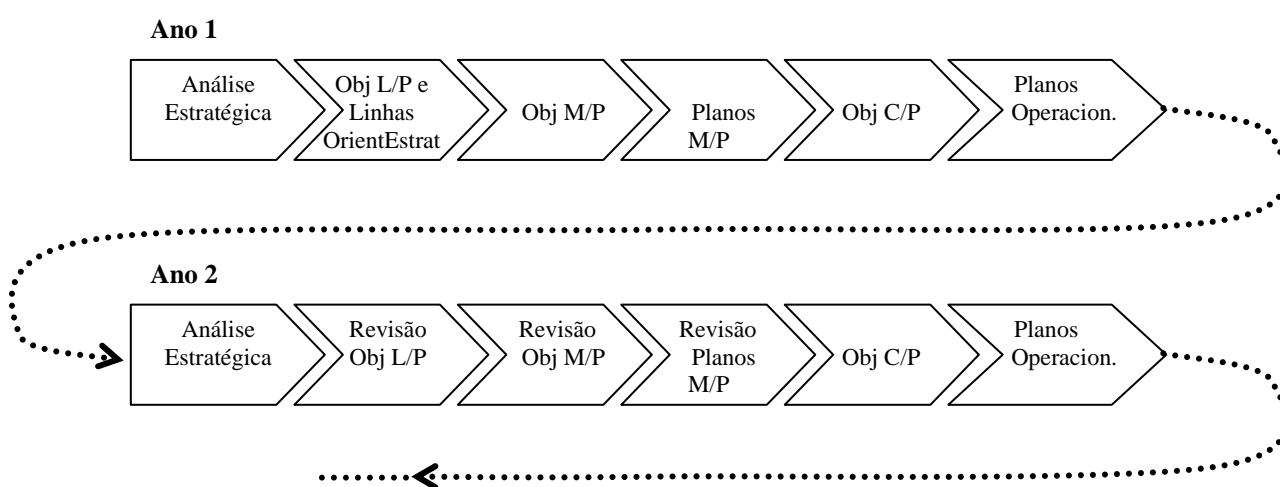 Ano 1
Análise
Estratégica
Obj L/P e
Linhas
OrientEstrat
Obj M/P
Planos
M/P
Obj C/P
Planos
Operacion.
Ano 2
Análise
Estratégica
Revisão
Obj L/P
Revisão
Obj M/P
Revisão
Planos
M/P
Obj C/P
Planos
Operacion.